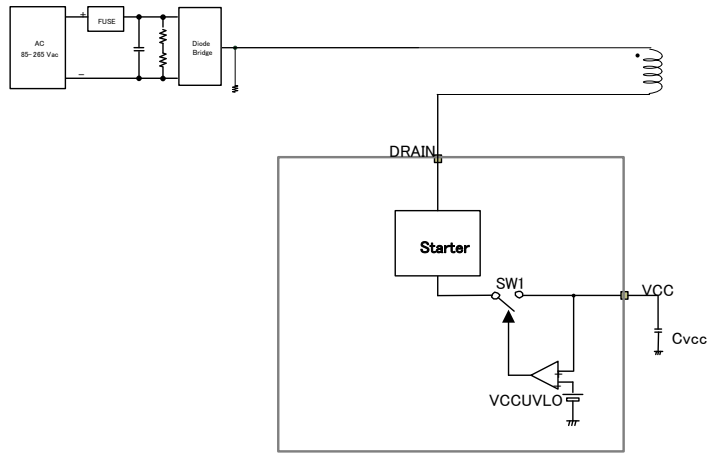 AC
85-265 Vac
+
−
FUSE
Diode
Bridge
DRAIN
Starter
SW1
VCC
Cvcc
+
VCCUVLO